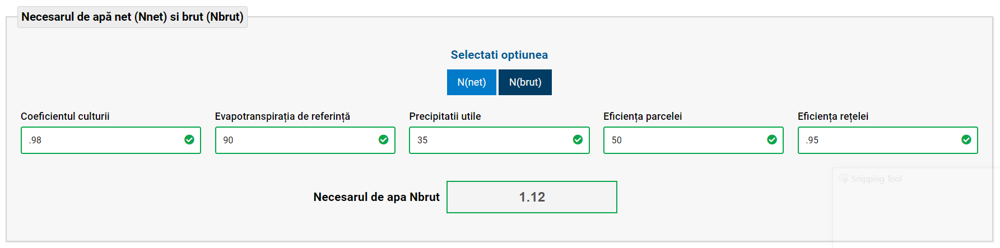 Necesarul de apă net (Nnet) si brut (Nbrut)
Selectati optiunea
N(net) N(brut)
Coeficientul culturii Evapotranspirația de referință Precipitatii utile Eficiența parcelei Eficiența rețelei
.98 90 35 50 .95
Snipping Tool
Necesarul de apa Nbrut 1.12